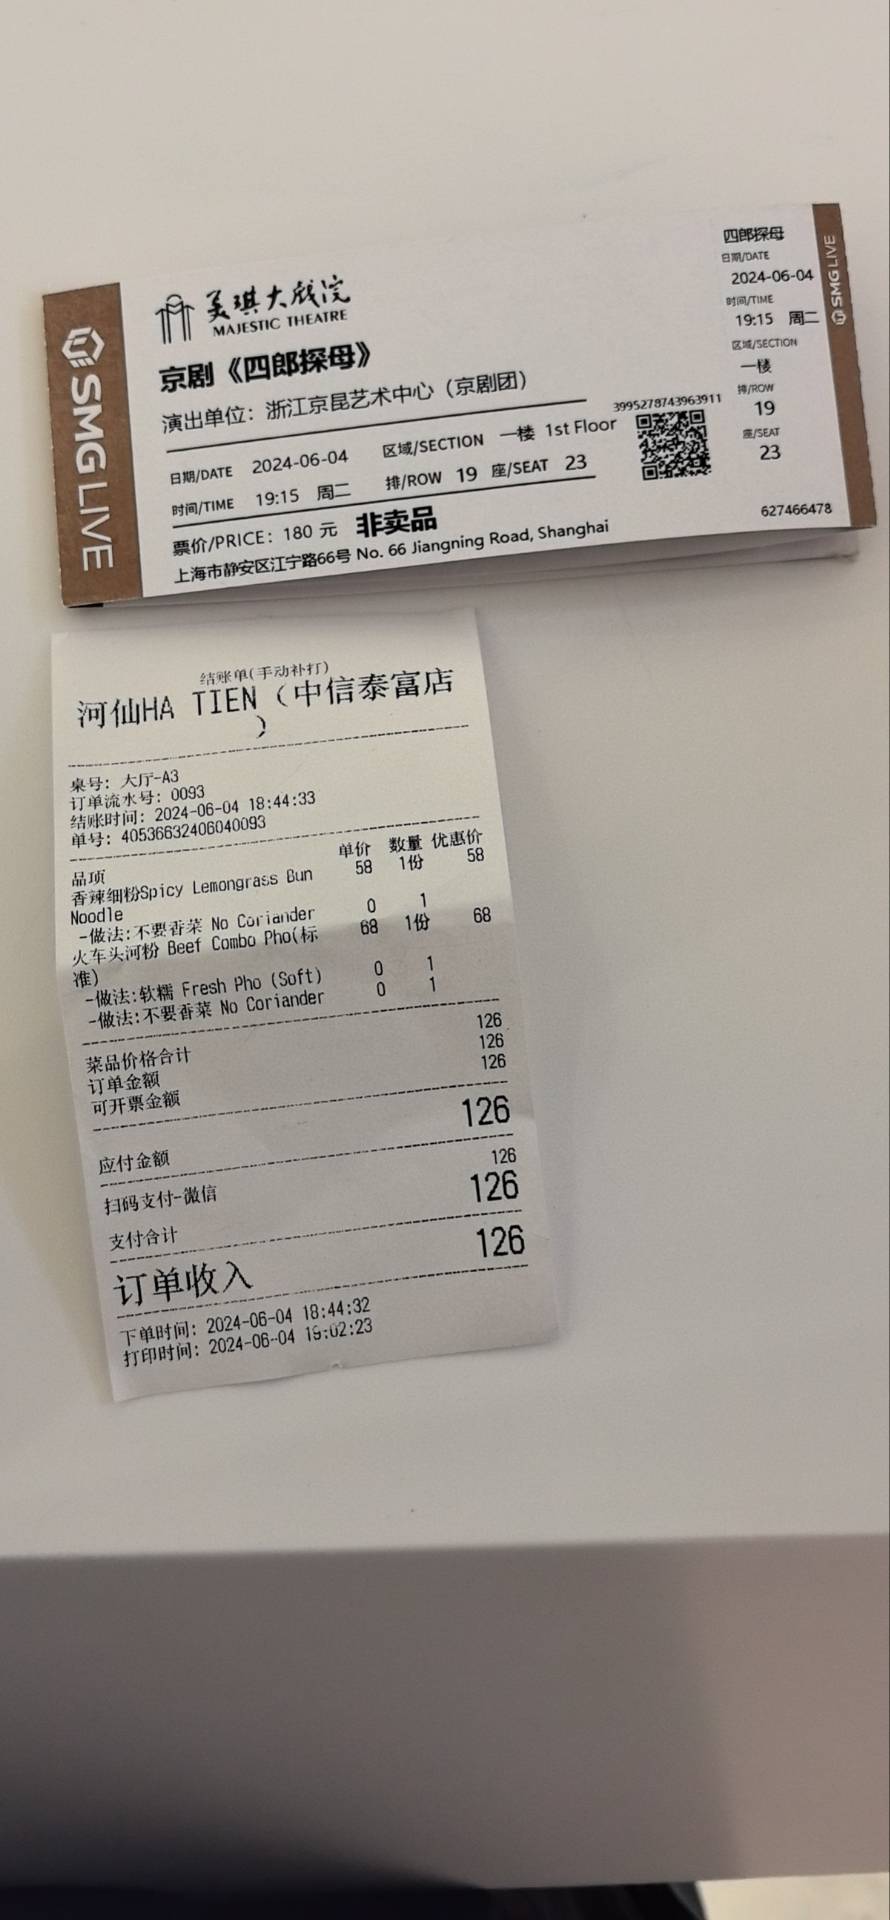 SMG LIVE
美琪大戏院
MAJESTIC THEATRE
京剧《四郎探母》
演出单位：浙江京昆艺术中心（京剧团）
日期/DATE 2024-06-04 区域/SECTION 一楼 1st Floor
时间/TIME 19:15 周二 排/ROW 19 座/SEAT 23
票价/PRICE：180 元 非卖品
上海市静安区江宁路66号 No. 66 Jiangning Road, Shanghai
3995278743963911
四郎探母
日期/DATE
2024-06-04
时间/TIME
19:15 周二
区域/SECTION
一楼
排/ROW
19
座/SEAT
23
627466478
SMG LIVE
结账单(手动补打)
河仙HA TIEN（中信泰富店
）
桌号: 大厅-A3
订单流水号: 0093
结账时间: 2024-06-04 18:44:33
单号: 40536632406040093
品项 单价 数量 优惠价
香辣细粉Spicy Lemongrass Bun 58 1份 58
Noodle
-做法:不要香菜 No Coriander 0 1
火车头河粉 Beef Combo Pho(标 68 1份 68
准)
-做法:软糯 Fresh Pho (Soft) 0 1
-做法:不要香菜 No Coriander 0 1
菜品价格合计 126
订单金额 126
可开票金额 126
应付金额 126
扫码支付-微信 126
支付合计 126
订单收入 126
下单时间: 2024-06-04 18:44:32
打印时间: 2024-06-04 19:02:23